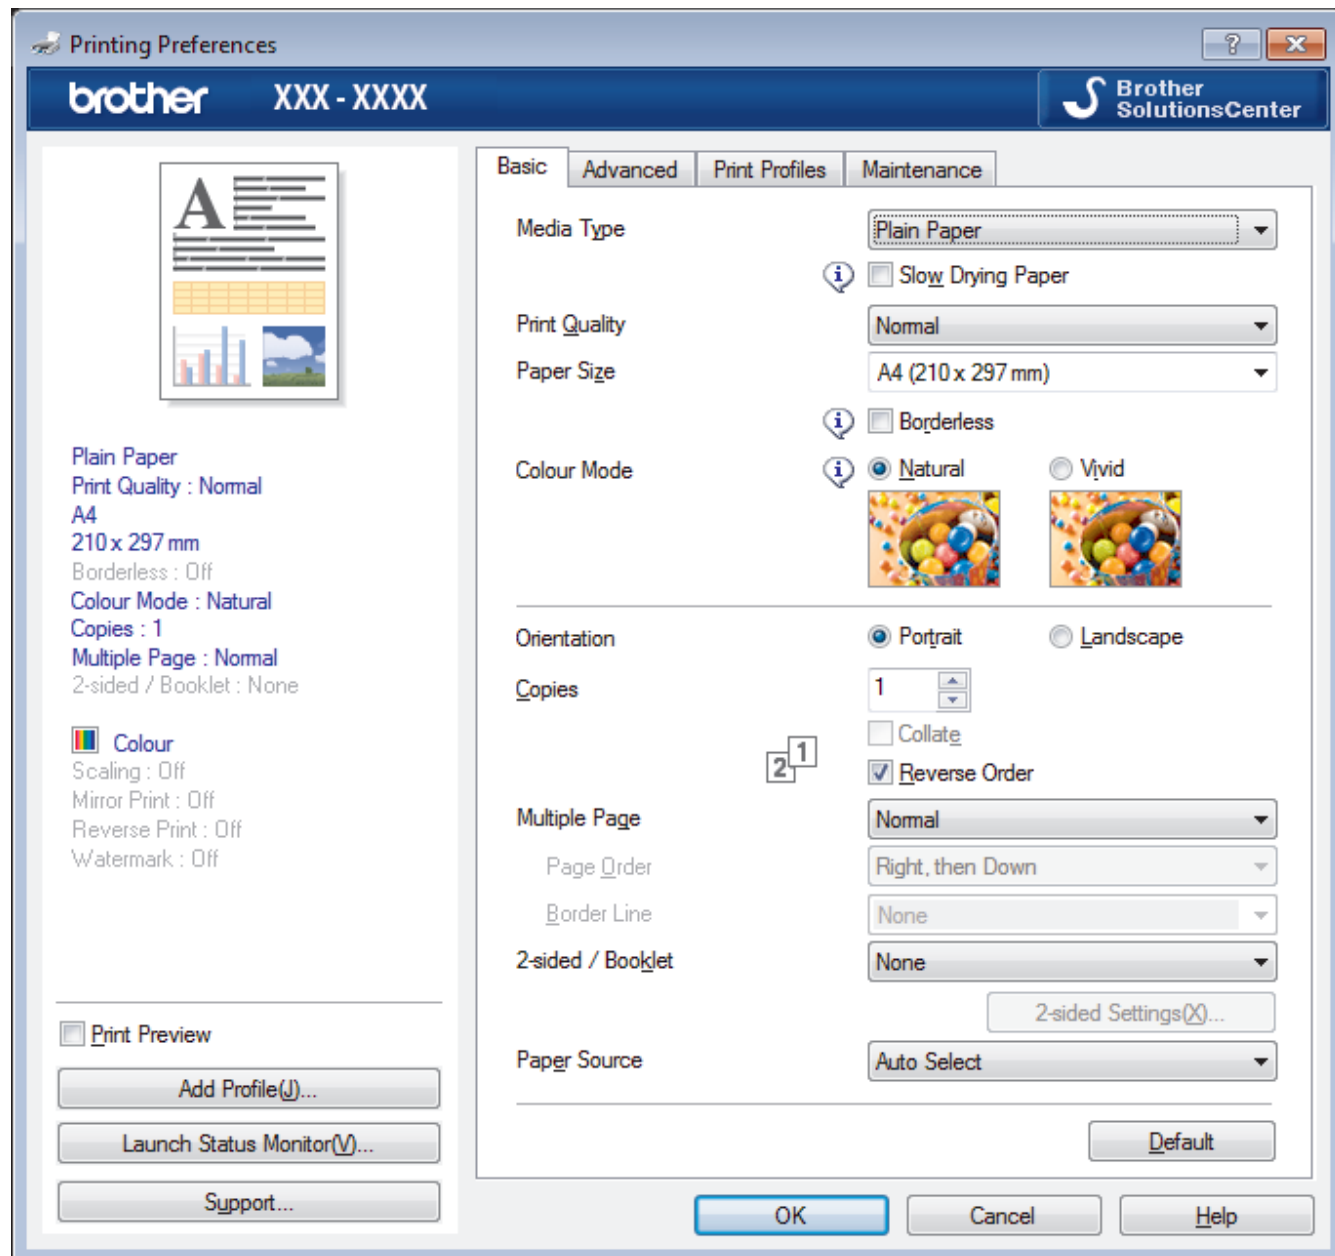 Printing Preferences
brother XXX - XXXX
Brother
SolutionsCenter
Basic Advanced Print Profiles Maintenance
A
Media Type Plain Paper
Slow Drying Paper
Print Quality Normal
Paper Size A4 (210 x 297 mm)
Borderless
Colour Mode Natural Vivid
Orientation Portrait Landscape
Copies 1
Collate
2 1
Reverse Order
Multiple Page Normal
Page Order Right, then Down
Border Line None
2-sided / Booklet None
2-sided Settings(X)...
Paper Source Auto Select
Default
Plain Paper
Print Quality : Normal
A4
210 x 297 mm
Borderless : Off
Colour Mode : Natural
Copies : 1
Multiple Page : Normal
2-sided / Booklet : None
Colour
Scaling : Off
Mirror Print : Off
Reverse Print : Off
Watermark : Off
Print Preview
Add Profile(J)...
Launch Status Monitor(V)...
Support...
OK Cancel Help